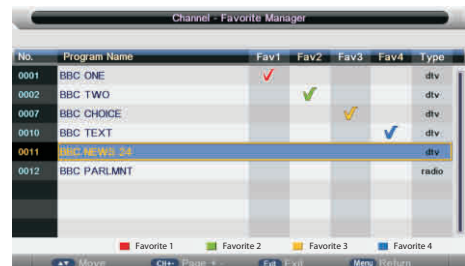 Channel - Favorite Manager
No. Program Name Fav1 Fav2 Fav3 Fav4 Type
0001 BBC ONE dtv
0002 BBC TWO dtv
0007 BBC CHOICE dtv
0010 BBC TEXT dtv
0011 BBC NEWS 24 dtv
0012 BBC PARLMNT radio
Favorite 1 Favorite 2 Favorite 3 Favorite 4
▲▼ Move CH+- Page + - Exit Exit Menu Return